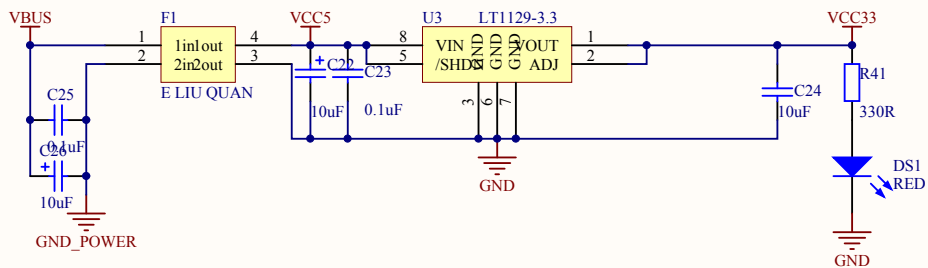 VBUS
F1
VCC5
U3
LT1129-3.3
VCC33
1
1in1out
4
2
2in2out
3
E LIU QUAN
C22
10uF
C23
0.1uF
8
VIN
5
/SHDN
GND
GND
GND
VOUT
1
ADJ
2
3
6
7
GND
C24
10uF
R41
330R
DS1
RED
GND
C25
0.1uF
C26
10uF
GND_POWER